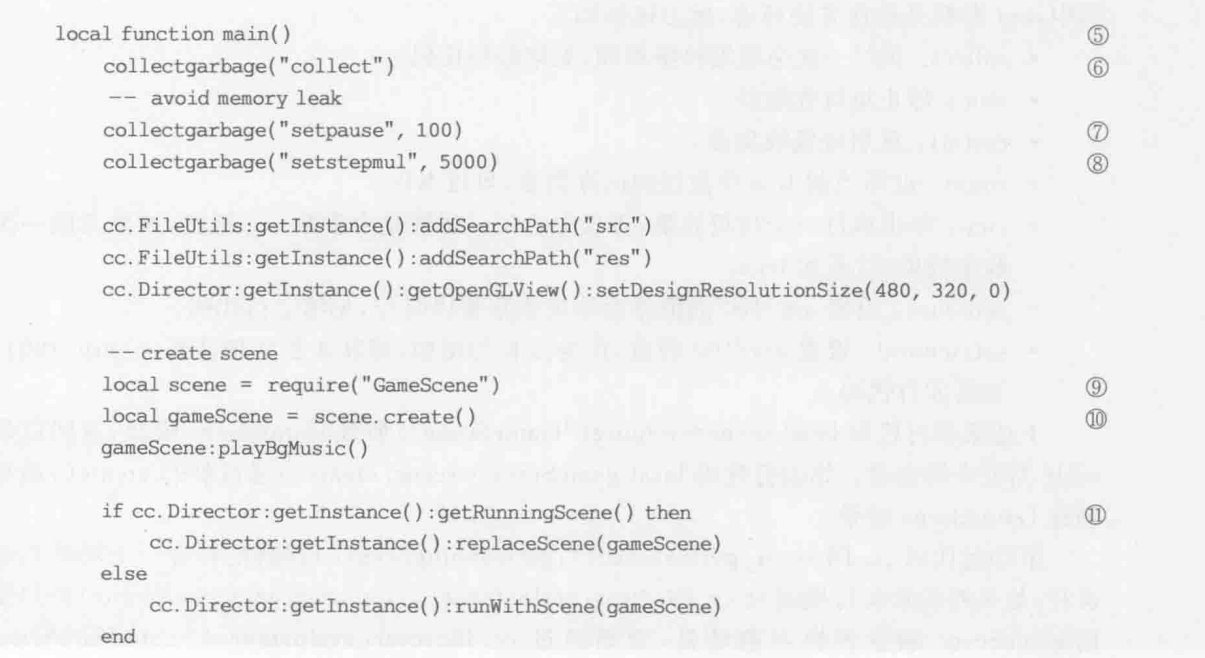 local function main() ⑤
collectgarbage("collect") ⑥
-- avoid memory leak
collectgarbage("setpause", 100) ⑦
collectgarbage("setstepmul", 5000) ⑧
cc.FileUtils:getInstance():addSearchPath("src")
cc.FileUtils:getInstance():addSearchPath("res")
cc.Director:getInstance():getOpenGLView():setDesignResolutionSize(480, 320, 0)
-- create scene
local scene = require("GameScene") ⑨
local gameScene = scene.create() ⑩
gameScene:playBgMusic()
if cc.Director:getInstance():getRunningScene() then ⑪
cc.Director:getInstance():replaceScene(gameScene)
else
cc.Director:getInstance():runWithScene(gameScene)
end